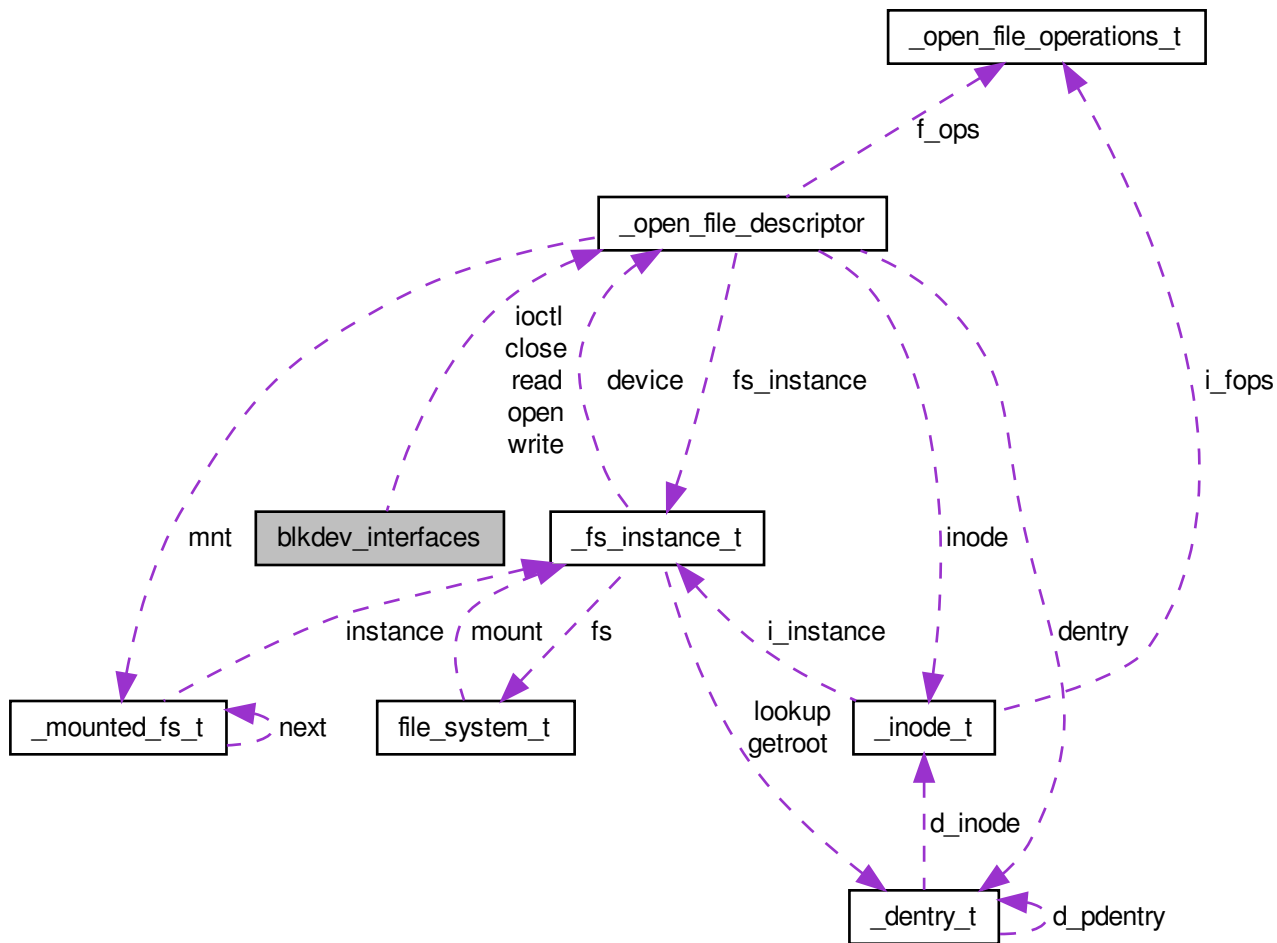 _open_file_operations_t
f_ops
_open_file_descriptor
ioctl
close
read
open
write
device
fs_instance
i_fops
mnt
blkdev_interfaces
_fs_instance_t
inode
instance
mount
fs
i_instance
dentry
_mounted_fs_t
next
file_system_t
lookup
getroot
_inode_t
d_inode
_dentry_t
d_pdentry